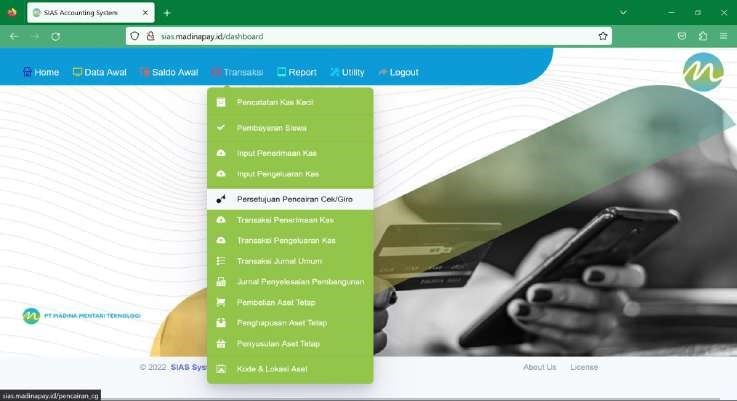 SIAS Accounting System
sias.madinapay.id/dashboard
Home Data Awal Saldo Awal Transaksi Report Utility Logout
Pencatatan Kas Kecil
Pembayaran Siswa
Input Penerimaan Kas
Input Pengeluaran Kas
Persetujuan Pencairan Cek/Giro
Transaksi Penerimaan Kas
Transaksi Pengeluaran Kas
Transaksi Jurnal Umum
Jurnal Penyelesaian Pembangunan
Pembelian Aset Tetap
Penghapusan Aset Tetap
Penyusutan Aset Tetap
Kode & Lokasi Aset
PT MADINA MENTARI TEKNOLOGI
© 2022 SIAS Sys
About Us License
sias.madinapay.id/pencairan_cg